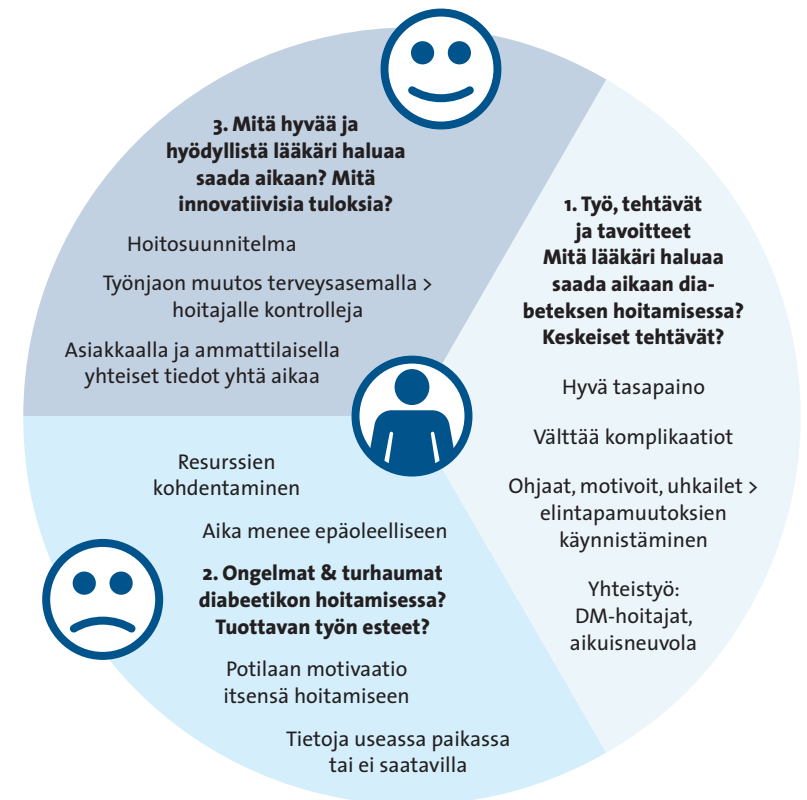 3. Mitä hyvää ja
hyödyllistä lääkäri haluaa
saada aikaan? Mitä
innovatiivisia tuloksia?
Hoitosuunnitelma
Työnjaon muutos terveysasemalla >
hoitajalle kontrolleja
Asiakkaalla ja ammattilaisella
yhteiset tiedot yhtä aikaa
1. Työ, tehtävät
ja tavoitteet
Mitä lääkäri haluaa
saada aikaan dia-
beteksen hoitamisessa?
Keskeiset tehtävät?
Hyvä tasapaino
Välttää komplikaatiot
Ohjaat, motivoit, uhkailet >
elintapamuutoksien
käynnistäminen
Yhteistyö:
DM-hoitajat,
aikuisneuvola
Resurssien
kohdentaminen
Aika menee epäoleelliseen
2. Ongelmat & turhaumat
diabeetikon hoitamisessa?
Tuottavan työn esteet?
Potilaan motivaatio
itsensä hoitamiseen
Tietoja useassa paikassa
tai ei saatavilla